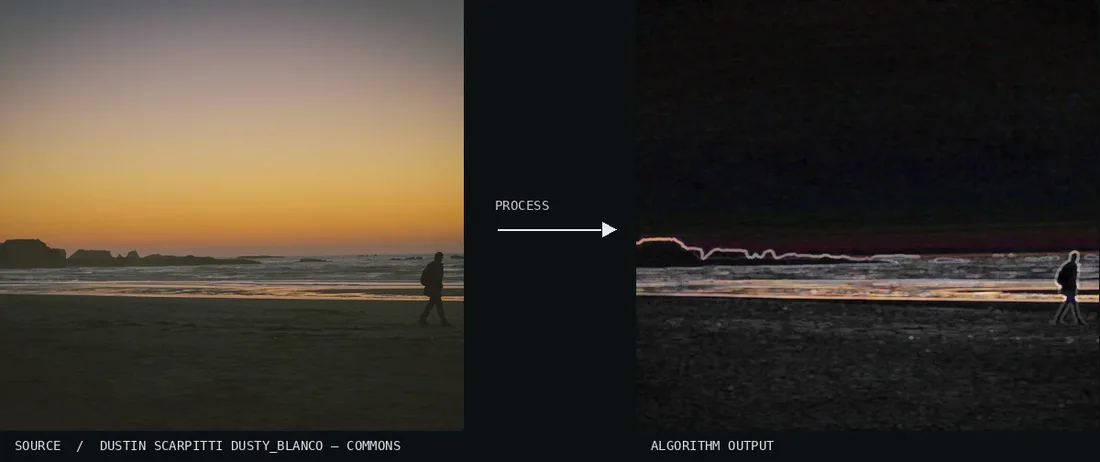 PROCESS
SOURCE / DUSTIN SCARPITTI DUSTY_BLANCO — COMMONS
ALGORITHM OUTPUT